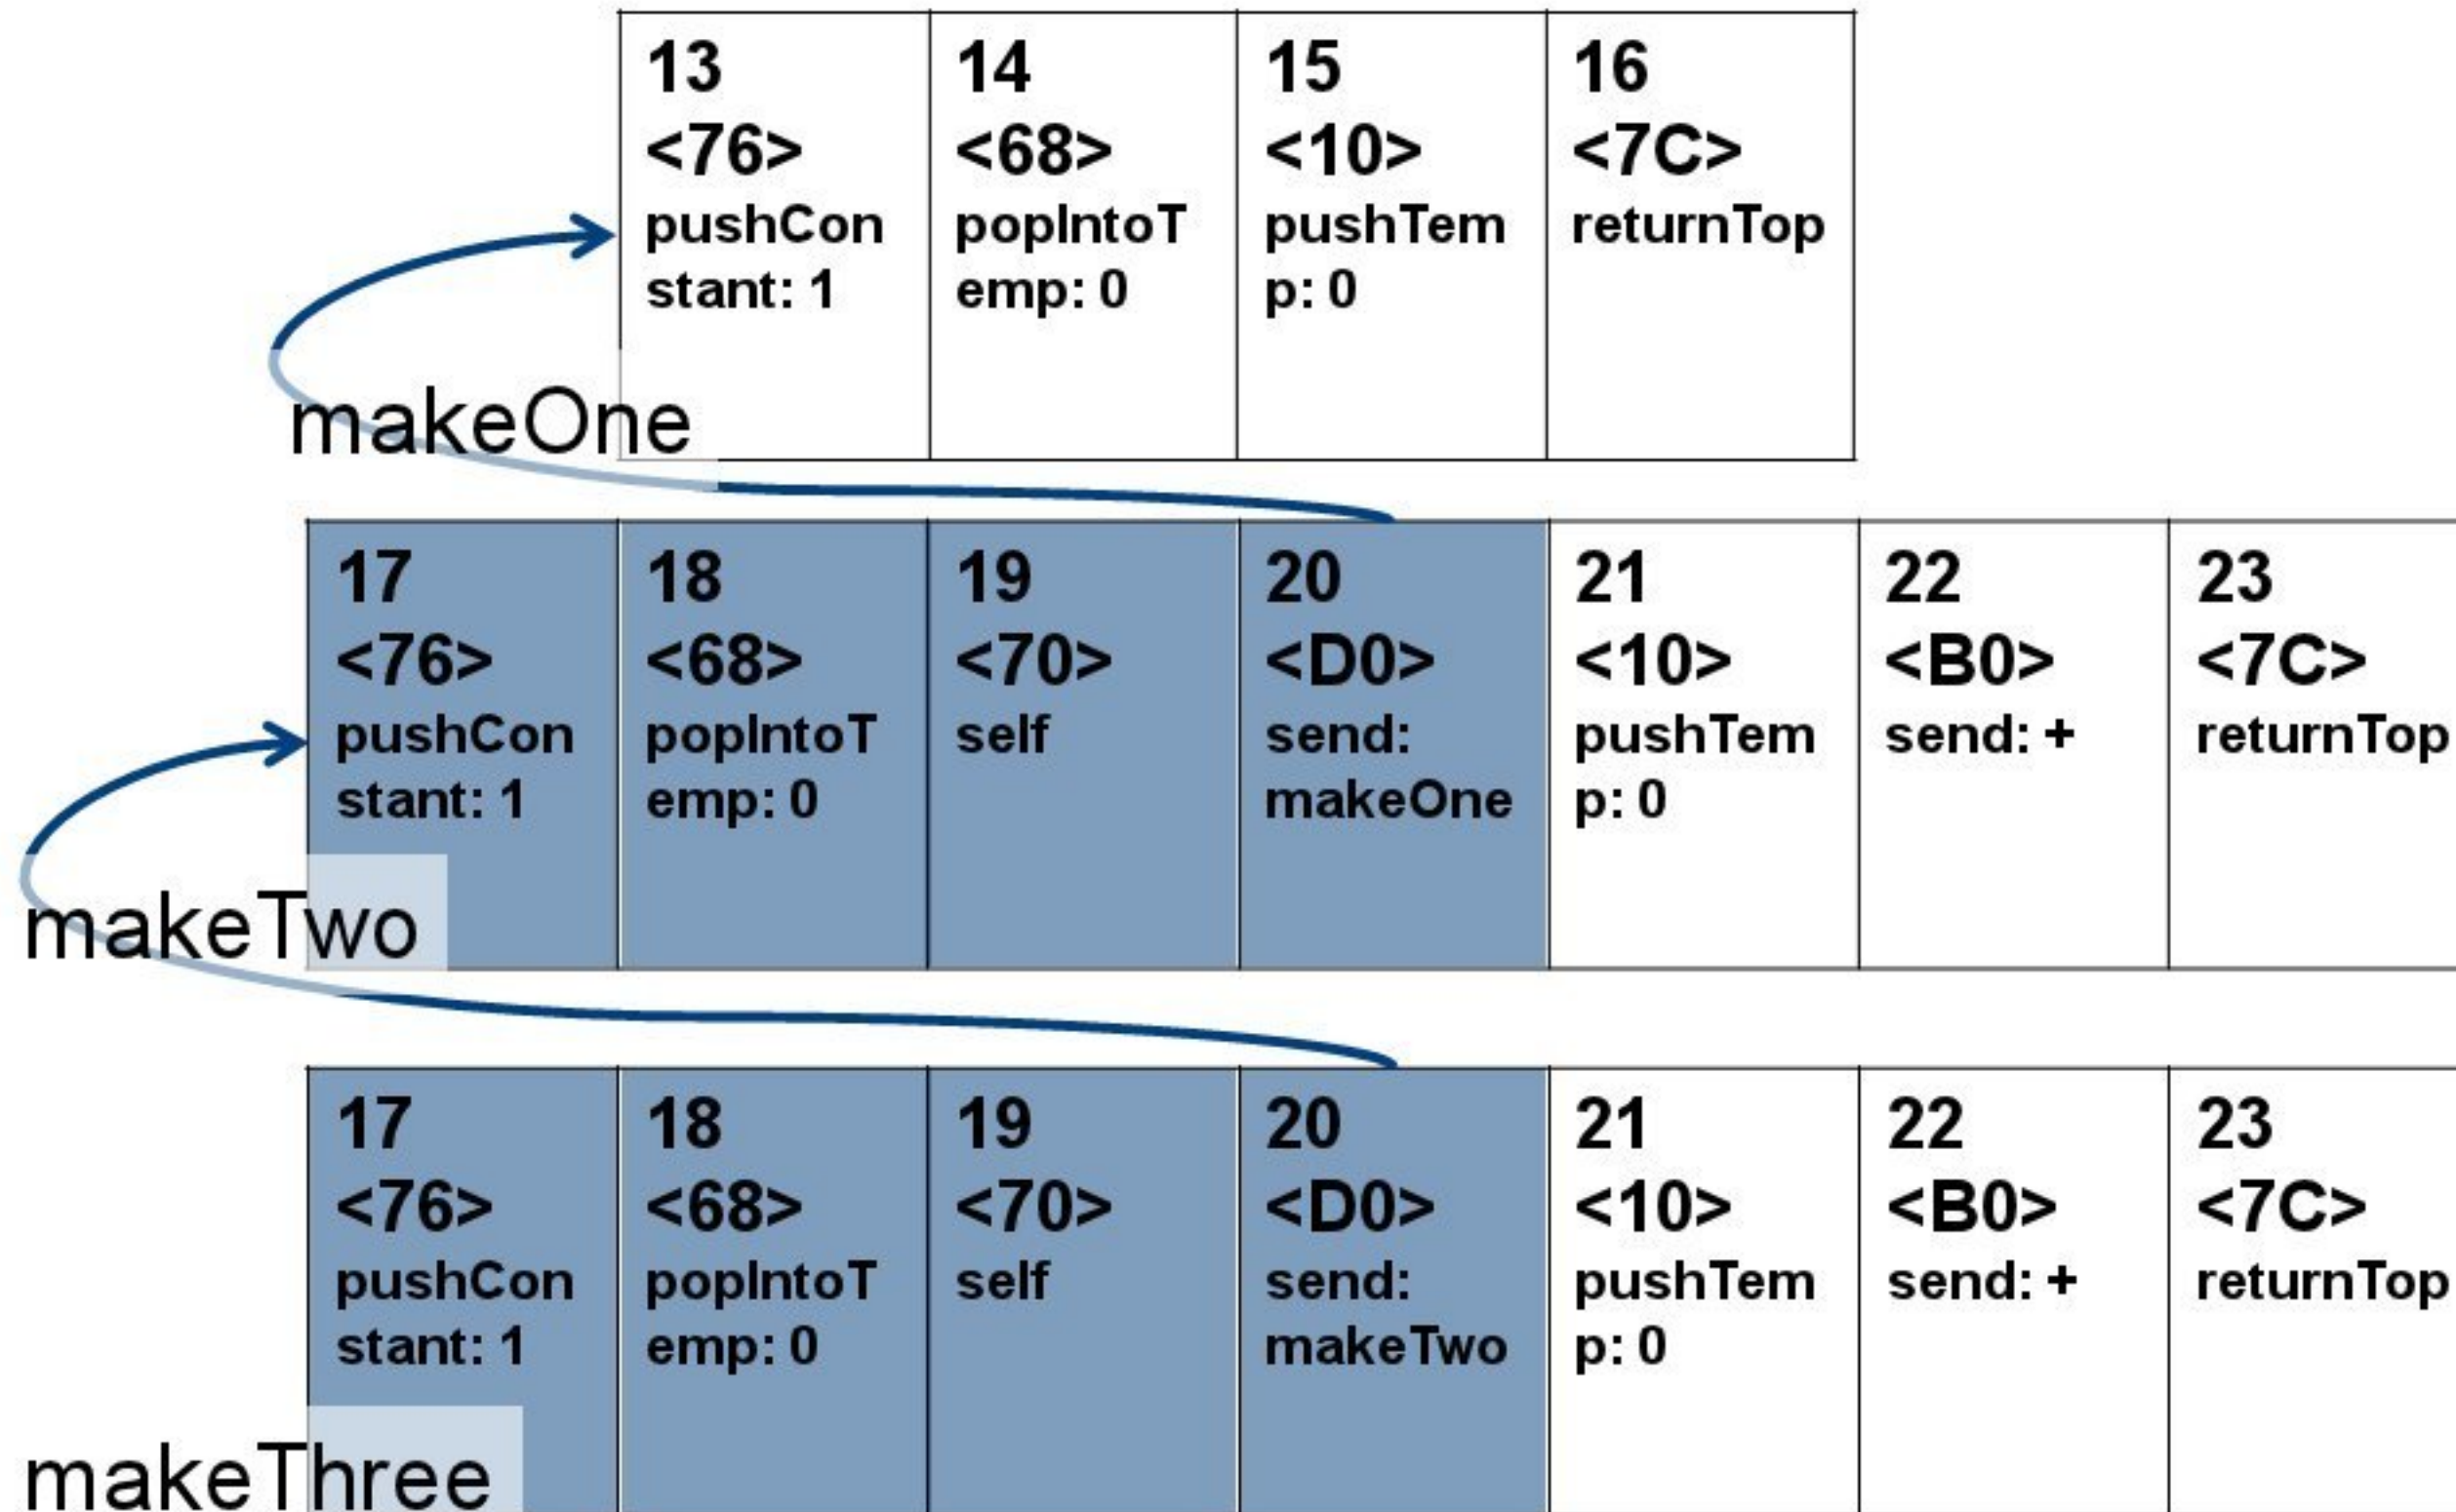 13
<76>
pushCon
stant: 1
14
<68>
popIntoT
emp: 0
15
<10>
pushTem
p: 0
16
<7C>
returnTop
makeOne
17
<76>
pushCon
stant: 1
18
<68>
popIntoT
emp: 0
19
<70>
self
20
<D0>
send:
makeOne
21
<10>
pushTem
p: 0
22
<B0>
send: +
23
<7C>
returnTop
makeTwo
17
<76>
pushCon
stant: 1
18
<68>
popIntoT
emp: 0
19
<70>
self
20
<D0>
send:
makeTwo
21
<10>
pushTem
p: 0
22
<B0>
send: +
23
<7C>
returnTop
makeThree